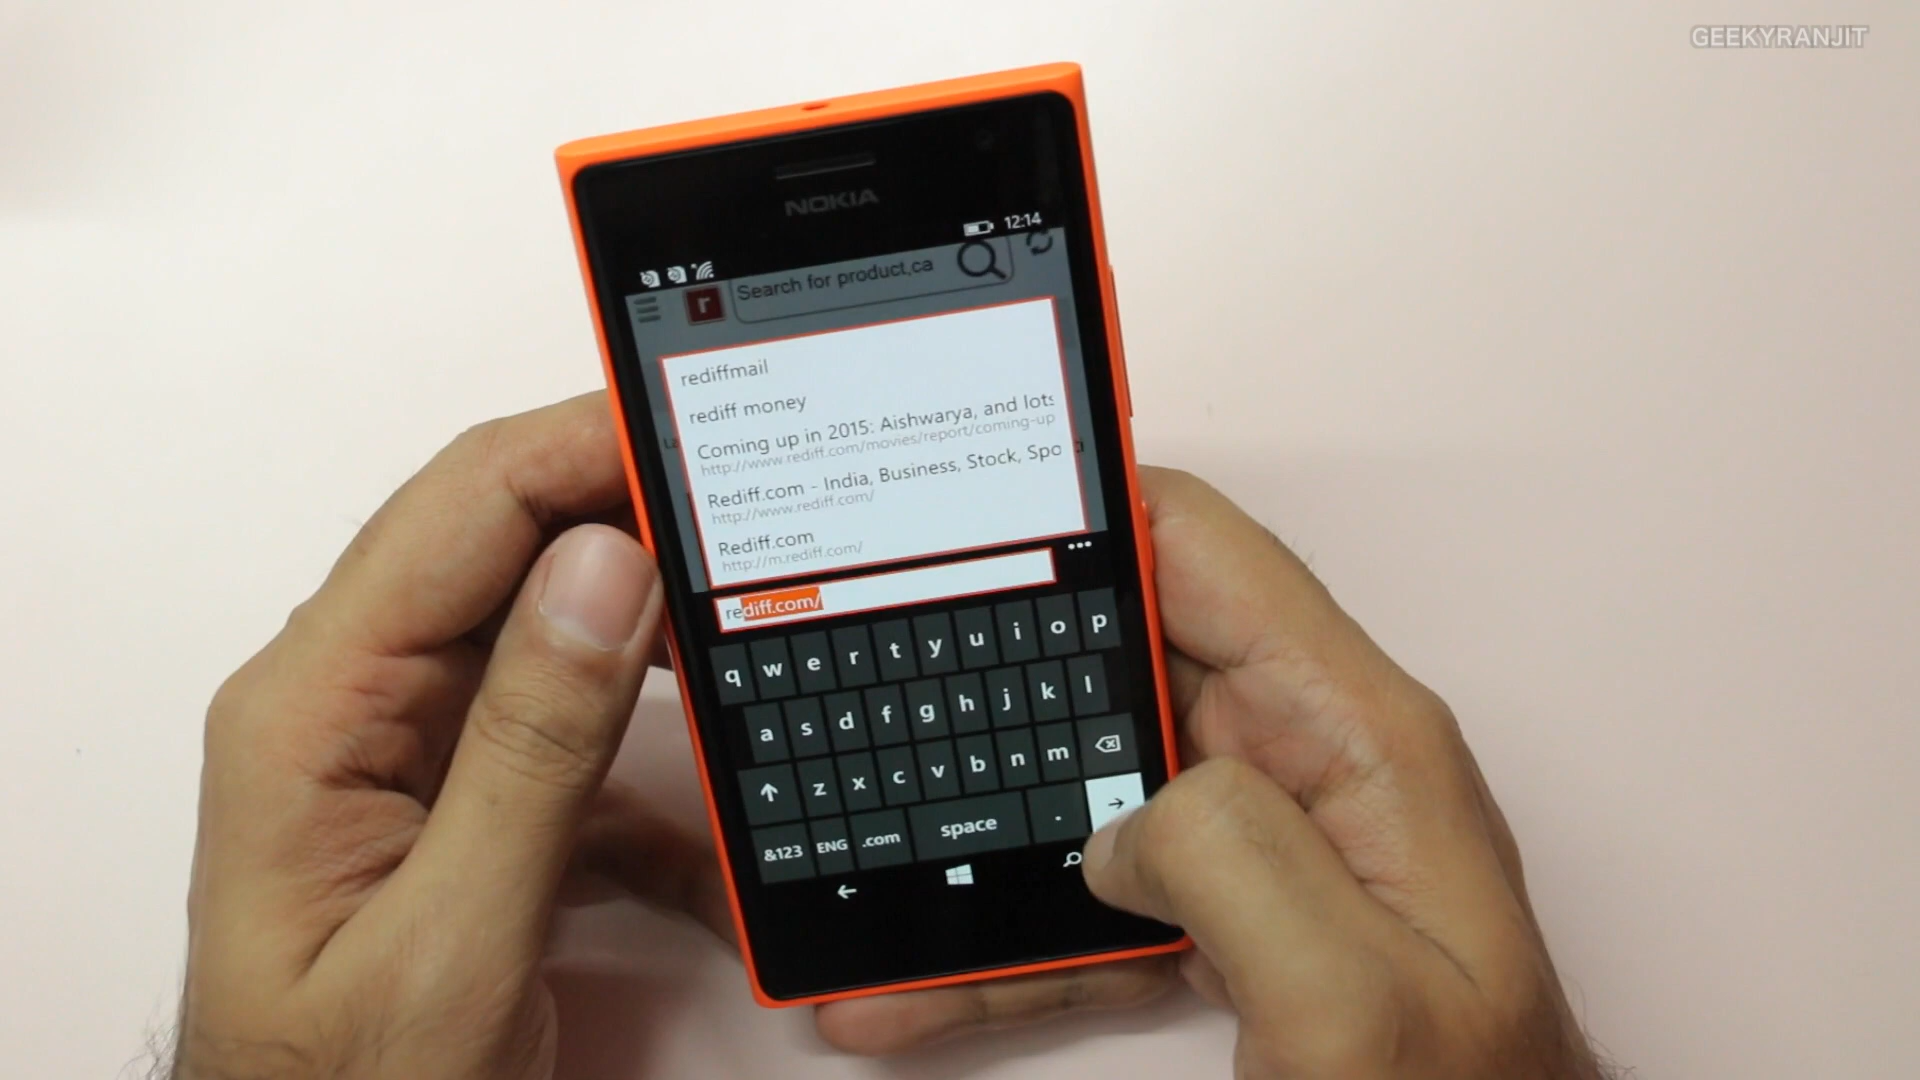 GEEKYRANJIT
NOKIA
12:14
r
Search for product,ca
rediffmail
rediff money
Coming up in 2015: Aishwarya, and lots
http://www.rediff.com/movies/report/coming-up
Rediff.com - India, Business, Stock, Spo
http://www.rediff.com/
Rediff.com
http://m.rediff.com/
rediff.com/
q w e r t y u i o p
a s d f g h j k l
z x c v b n m
&123 ENG .com space .